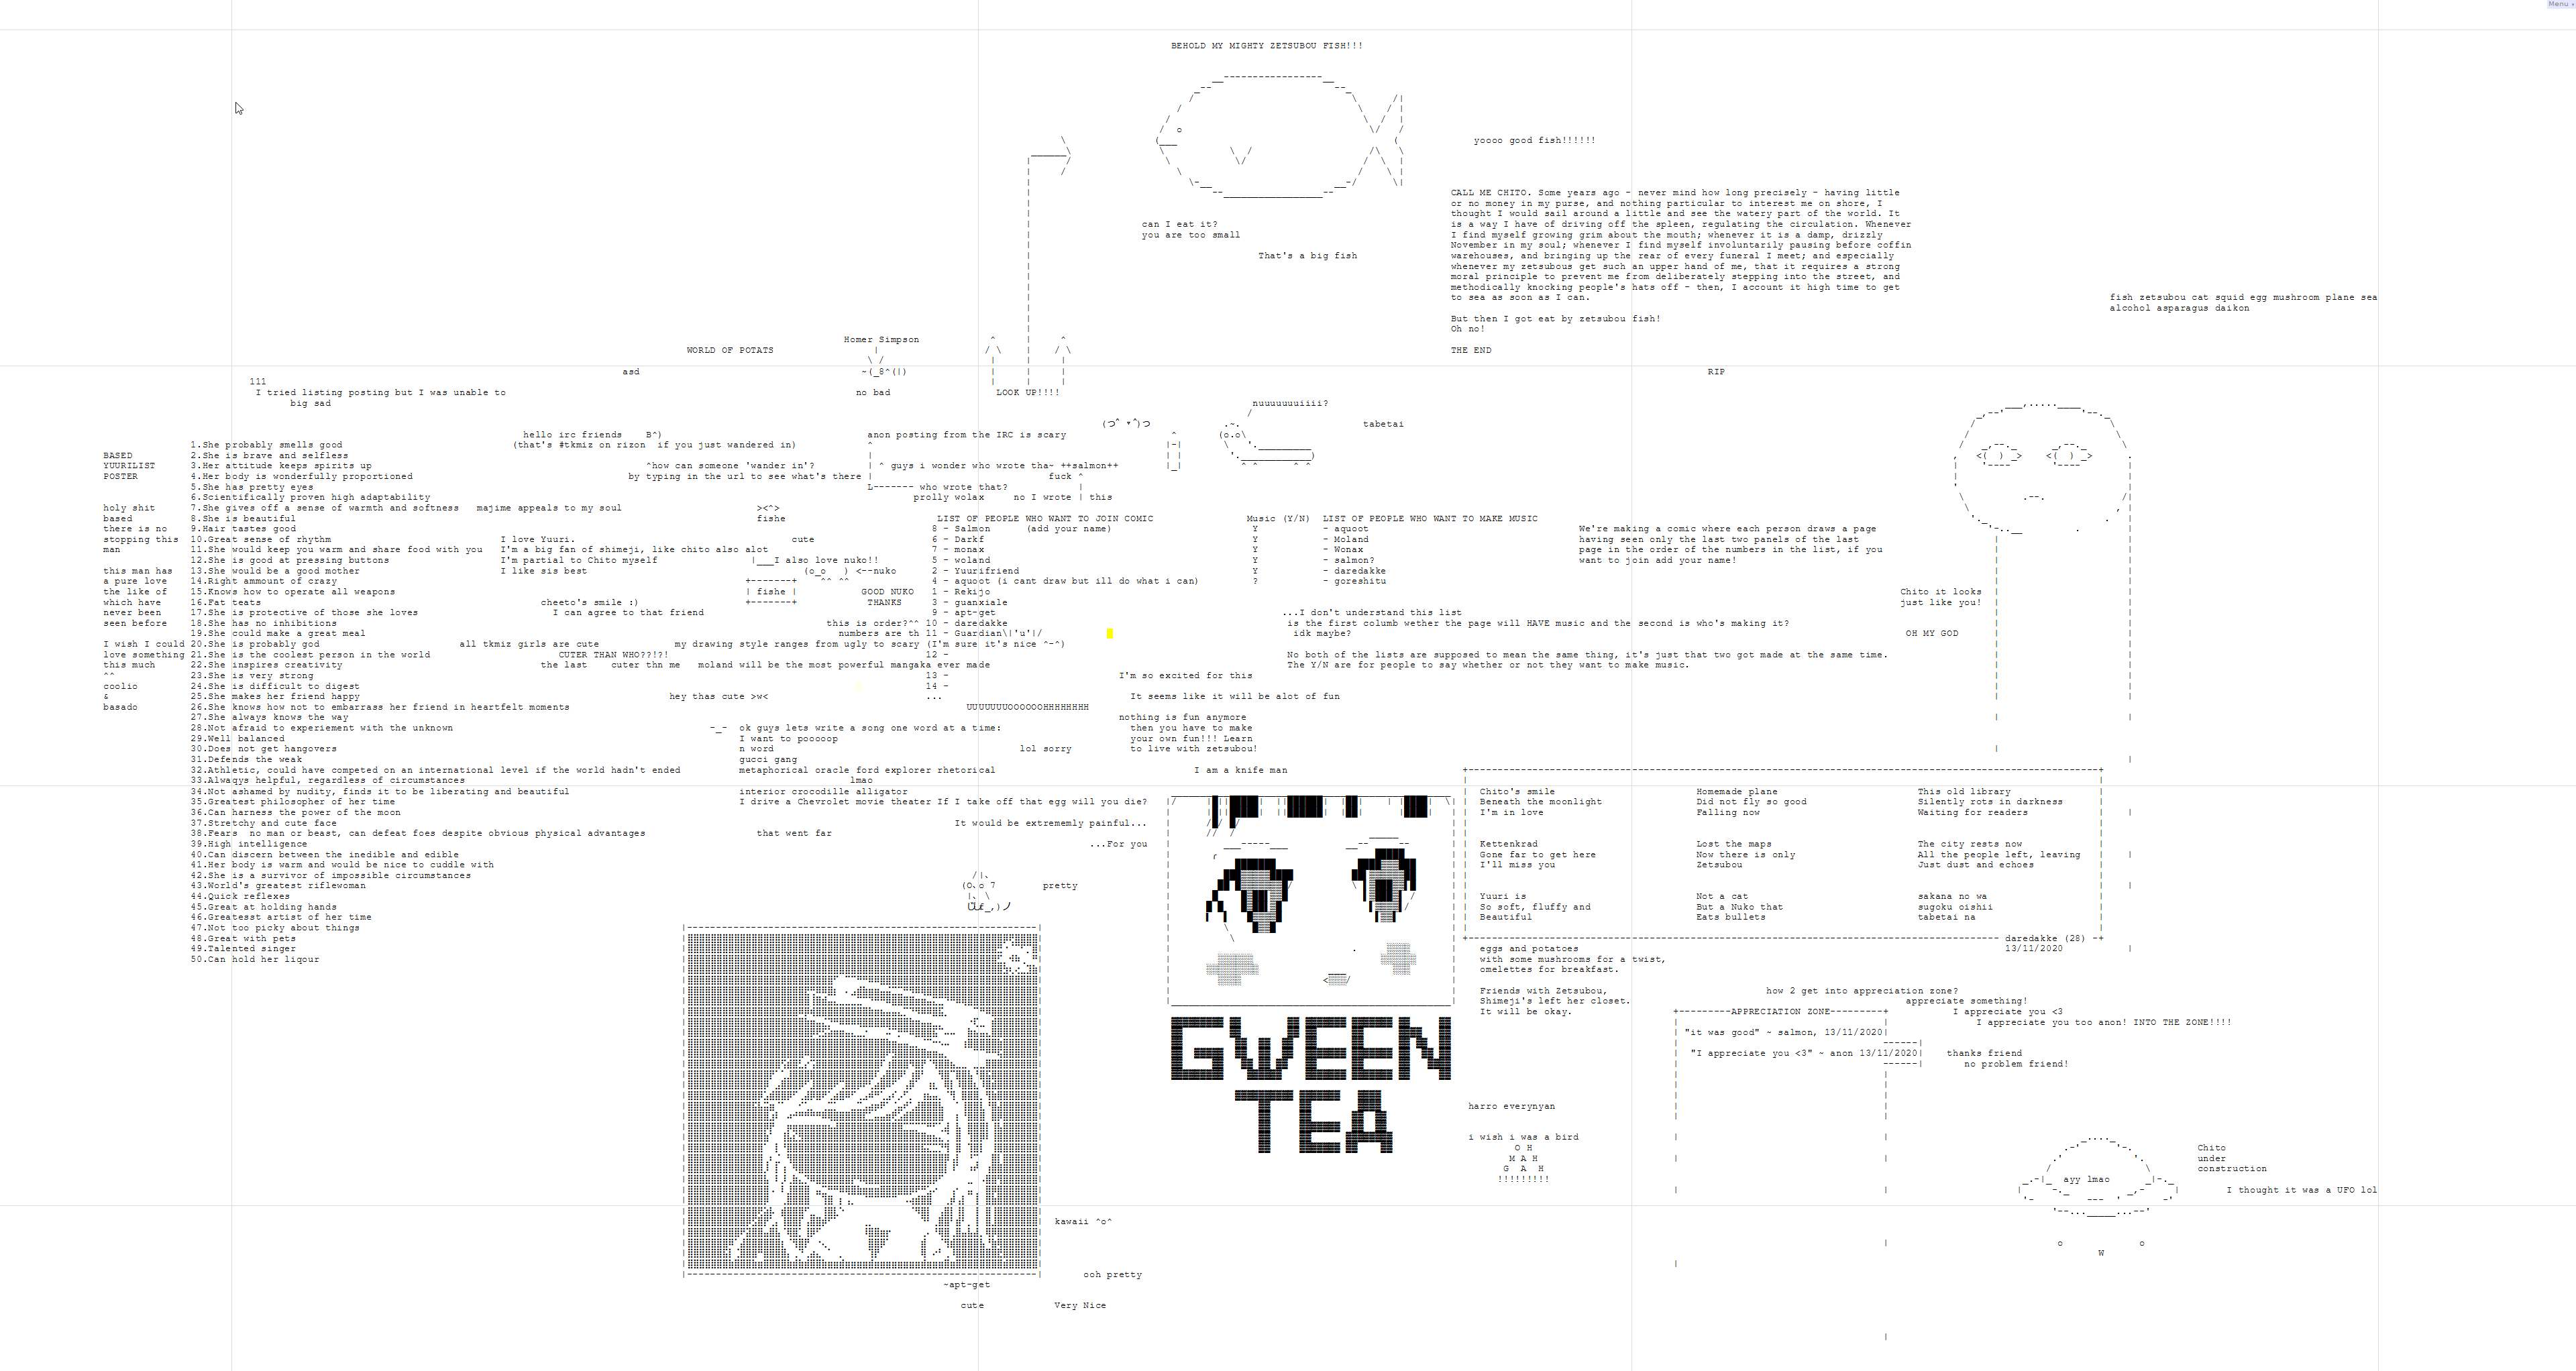 Menu
BEHOLD MY MIGHTY ZETSUBOU FISH!!!
yoooo good fish!!!!!!
can I eat it?
you are too small
That's a big fish
CALL ME CHITO. Some years ago - never mind how long precisely - having little
or no money in my purse, and nothing particular to interest me on shore, I
thought I would sail around a little and see the watery part of the world. It
is a way I have of driving off the spleen, regulating the circulation. Whenever
I find myself growing grim about the mouth; whenever it is a damp, drizzly
November in my soul; whenever I find myself involuntarily pausing before coffin
warehouses, and bringing up the rear of every funeral I meet; and especially
whenever my zetsubous get such an upper hand of me, that it requires a strong
moral principle to prevent me from deliberately stepping into the street, and
methodically knocking people's hats off - then, I account it high time to get
to sea as soon as I can.
But then I got eat by zetsubou fish!
Oh no!
THE END
fish zetsubou cat squid egg mushroom plane sea
alcohol asparagus daikon
Homer Simpson
WORLD OF POTATS
~(_8^(|)
asd
no bad
LOOK UP!!!!
RIP
111
I tried listing posting but I was unable to
big sad
nuuuuuuiiii?
tabetai
hello irc friends B^)
(that's #tkmiz on rizon if you just wandered in)
^how can someone 'wander in'?
by typing in the url to see what's there
anon posting from the IRC is scary
^ guys i wonder who wrote tha~ ++salmon++
fuck ^
L------- who wrote that?
prolly wolax no I wrote | this
BASED
YUURILIST
POSTER
holy shit
based
there is no
stopping this
man
this man has
a pure love
the like of
which have
never been
seen before
I wish I could
love something
this much
^^
coolio
&
basado
1.She probably smells good
2.She is brave and selfless
3.Her attitude keeps spirits up
4.Her body is wonderfully proportioned
5.She has pretty eyes
6.Scientifically proven high adaptability
7.She gives off a sense of warmth and softness
8.She is beautiful
9.Hair tastes good
10.Great sense of rhythm
11.She would keep you warm and share food with you
12.She is good at pressing buttons
13.She would be a good mother
14.Right ammount of crazy
15.Knows how to operate all weapons
16.Fat teats
17.She is protective of those she loves
18.She has no inhibitions
19.She could make a great meal
20.She is probably god
21.She is the coolest person in the world
22.She inspires creativity
23.She is very strong
24.She is difficult to digest
25.She makes her friend happy
26.She knows how not to embarrass her friend in heartfelt moments
27.She always knows the way
28.Not afraid to experiement with the unknown
29.Well balanced
30.Does not get hangovers
31.Defends the weak
32.Athletic, could have competed on an international level if the world hadn't ended
33.Alwaqys helpful, regardless of circumstances
34.Not ashamed by nudity, finds it to be liberating and beautiful
35.Greatest philosopher of her time
36.Can harness the power of the moon
37.Stretchy and cute face
38.Fears no man or beast, can defeat foes despite obvious physical advantages
39.High intelligence
40.Can discern between the inedible and edible
41.Her body is warm and would be nice to cuddle with
42.She is a survivor of impossible circumstances
43.World's greatest riflewoman
44.Quick reflexes
45.Great at holding hands
46.Greatesst artist of her time
47.Not too picky about things
48.Great with pets
49.Talented singer
50.Can hold her liqour
majime appeals to my soul
><^>
fishe
I love Yuuri.
cute
I'm a big fan of shimeji, like chito also alot
I'm partial to Chito myself
|___I also love nuko!!
I like sis best
(o_o ) <--nuko
| fishe |
GOOD NUKO
THANKS
cheeto's smile :)
I can agree to that friend
this is order?^^
numbers are th
all tkmiz girls are cute
my drawing style ranges from ugly to scary (I'm sure it's nice ^-^)
CUTER THAN WHO??!?!
the last cuter thn me
moland will be the most powerful mangaka ever made
hey thas cute >w<
LIST OF PEOPLE WHO WANT TO JOIN COMIC
(add your name)
8 - Salmon
6 - Darkf
7 - monax
5 - woland
2 - Yuurifriend
4 - aqoot (i cant draw but ill do what i can)
1 - Rekijo
3 - guanxiale
9 - apt-get
10 - daredakke
11 - Guardian\|'u'|/
12 -
13 -
14 -
...
Music (Y/N) LIST OF PEOPLE WHO WANT TO MAKE MUSIC
Y - aquoot
Y - Moland
Y - Wonax
Y - salmon?
Y - daredakke
? - goreshitu
We're making a comic where each person draws a page
having seen only the last two panels of the last
page in the order of the numbers in the list, if you
want to join add your name!
...I don't understand this list
is the first columb wether the page will HAVE music and the second is who's making it?
idk maybe?
No both of the lists are supposed to mean the same thing, it's just that two got made at the same time.
The Y/N are for people to say whether or not they want to make music.
Chito it looks
just like you!
OH MY GOD
I'm so excited for this
It seems like it will be alot of fun
UUUUUUUOOOOOOHHHHHHHH
nothing is fun anymore
then you have to make
your own fun!!! Learn
to live with zetsubou!
-_-
ok guys lets write a song one word at a time:
I want to pooooop
n word
lol sorry
gucci gang
metaphorical oracle ford explorer rhetorical
lmao
interior crocodille alligator
I drive a Chevrolet movie theater If I take off that egg will you die?
It would be extrememly painful...
that went far
...For you
I am a knife man
pretty
Chito's smile
Beneath the moonlight
I'm in love
Homemade plane
Did not fly so good
Falling now
This old library
Silently rots in darkness
Waiting for readers
Kettenkrad
Gone far to get here
I'll miss you
Lost the maps
Now there is only
Zetsubou
The city rests now
All the people left, leaving
Just dust and echoes
Yuuri is
So soft, fluffy and
Beautiful
Not a cat
But a Nuko that
Eats bullets
sakana no wa
sugoku oishii
tabetai na
daredakke (28)
13/11/2020
eggs and potatoes
with some mushrooms for a twist,
omelettes for breakfast.
Friends with Zetsubou,
Shimeji's left her closet.
It will be okay.
GWEEN
TEA
how 2 get into appreciation zone?
appreciate something!
APPRECIATION ZONE
I appreciate you <3
I appreciate you too anon! INTO THE ZONE!!!!
"it was good" ~ salmon, 13/11/2020
"I appreciate you <3" ~ anon 13/11/2020
thanks friend
no problem friend!
harro everynyan
i wish i was a bird
O H
M A H
G A H
!!!!!!!!!
ayy lmao
Chito
under
construction
I thought it was a UFO lol
o o
W
kawaii ^o^
ooh pretty
~apt-get
cute
Very Nice